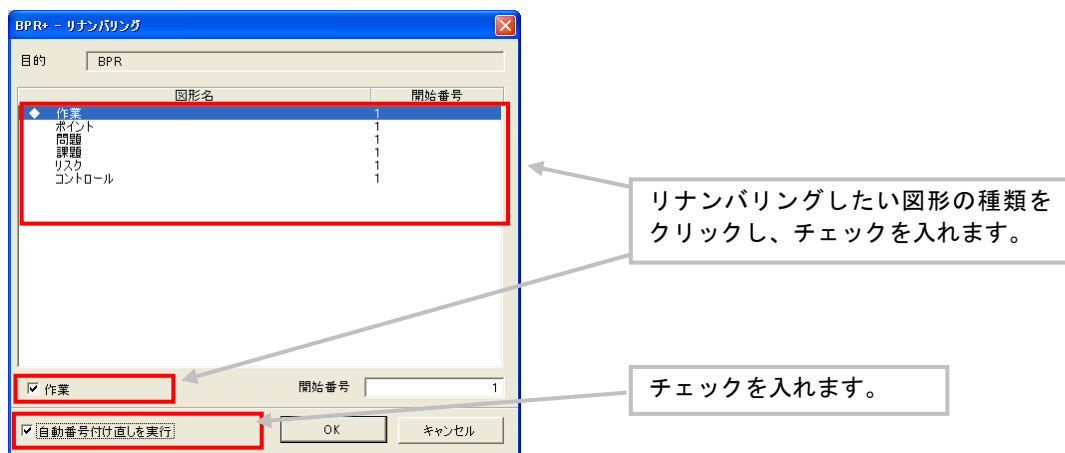 BPR+ - リナンバリング
目的 BPR
図形名 開始番号
◆ 作業 1
ポイント 1
問題 1
課題 1
リスク 1
コントロール 1
リナンバリングしたい図形の種類を
クリックし、チェックを入れます。
作業 開始番号 1
チェックを入れます。
自動番号付け直しを実行 OK キャンセル